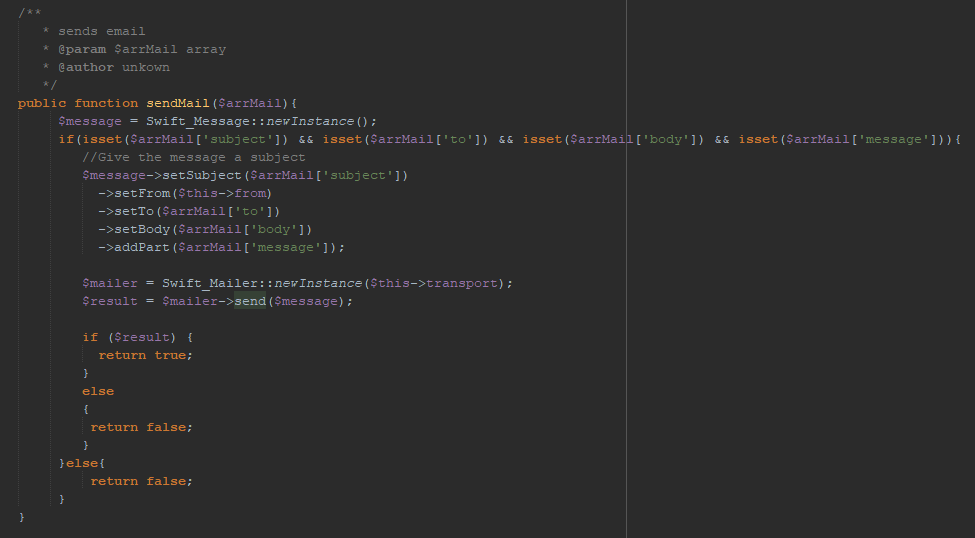 /**
* sends email
* @param $arrMail array
* @author unkown
*/
public function sendMail($arrMail){
$message = Swift_Message::newInstance();
if(isset($arrMail['subject']) && isset($arrMail['to']) && isset($arrMail['body']) && isset($arrMail['message'])){
//Give the message a subject
$message->setSubject($arrMail['subject'])
->setFrom($this->from)
->setTo($arrMail['to'])
->setBody($arrMail['body'])
->addPart($arrMail['message']);
$mailer = Swift_Mailer::newInstance($this->transport);
$result = $mailer->send($message);
if ($result) {
return true;
}
else
{
return false;
}
}else{
return false;
}
}